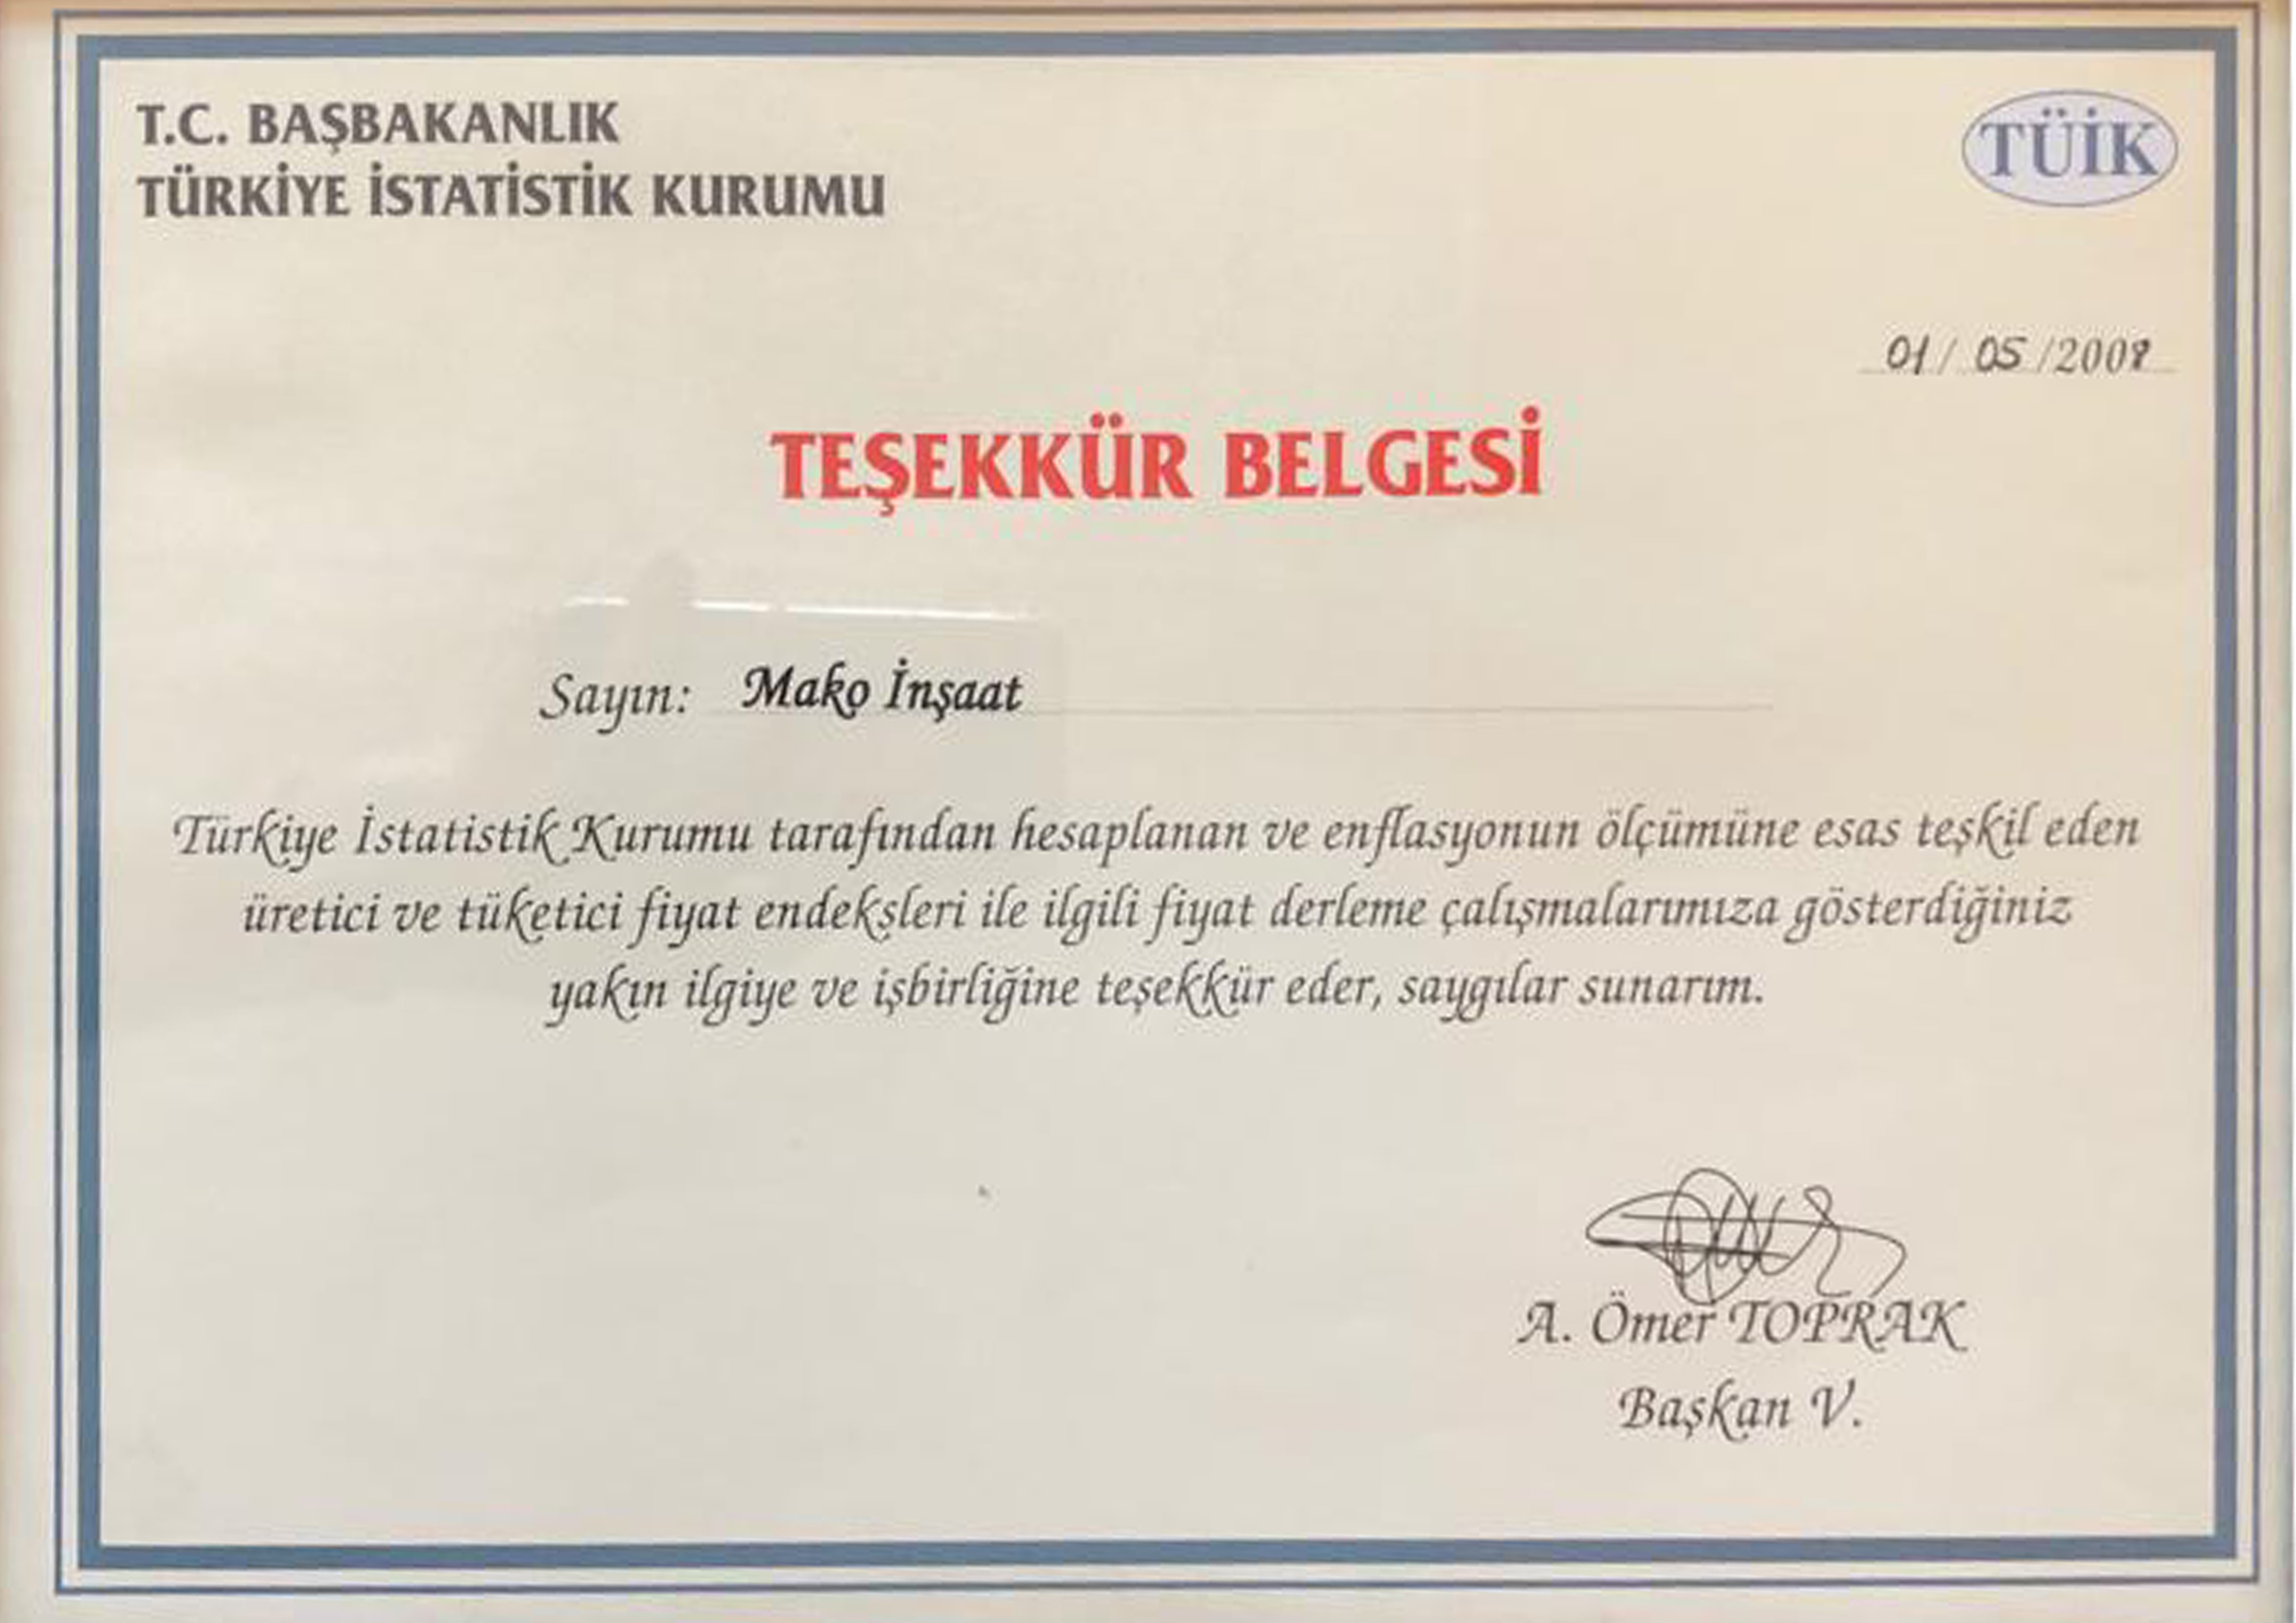 T.C. BAŞBAKANLIK
TÜRKİYE İSTATİSTİK KURUMU
TÜİK
01/05/2008
TEŞEKKÜR BELGESİ
Sayın: Mako İnşaat
Türkiye İstatistik Kurumu tarafından hesaplanan ve enflasyonun ölçümüne esas teşkil eden
üretici ve tüketici fiyat endeksleri ile ilgili fiyat derleme çalışmalarımıza gösterdiğiniz
yakın ilgiye ve işbirliğine teşekkür eder, saygılar sunarım.
A. Ömer TOPRAK
Başkan V.